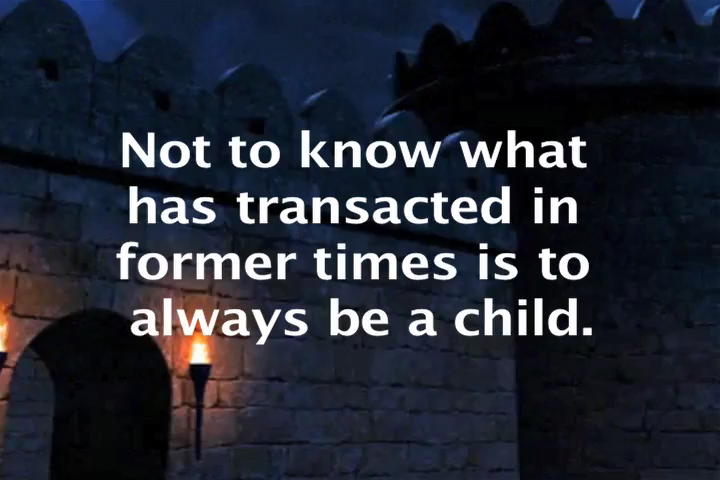 Not to know what
has transacted in
former times is to
always be a child.